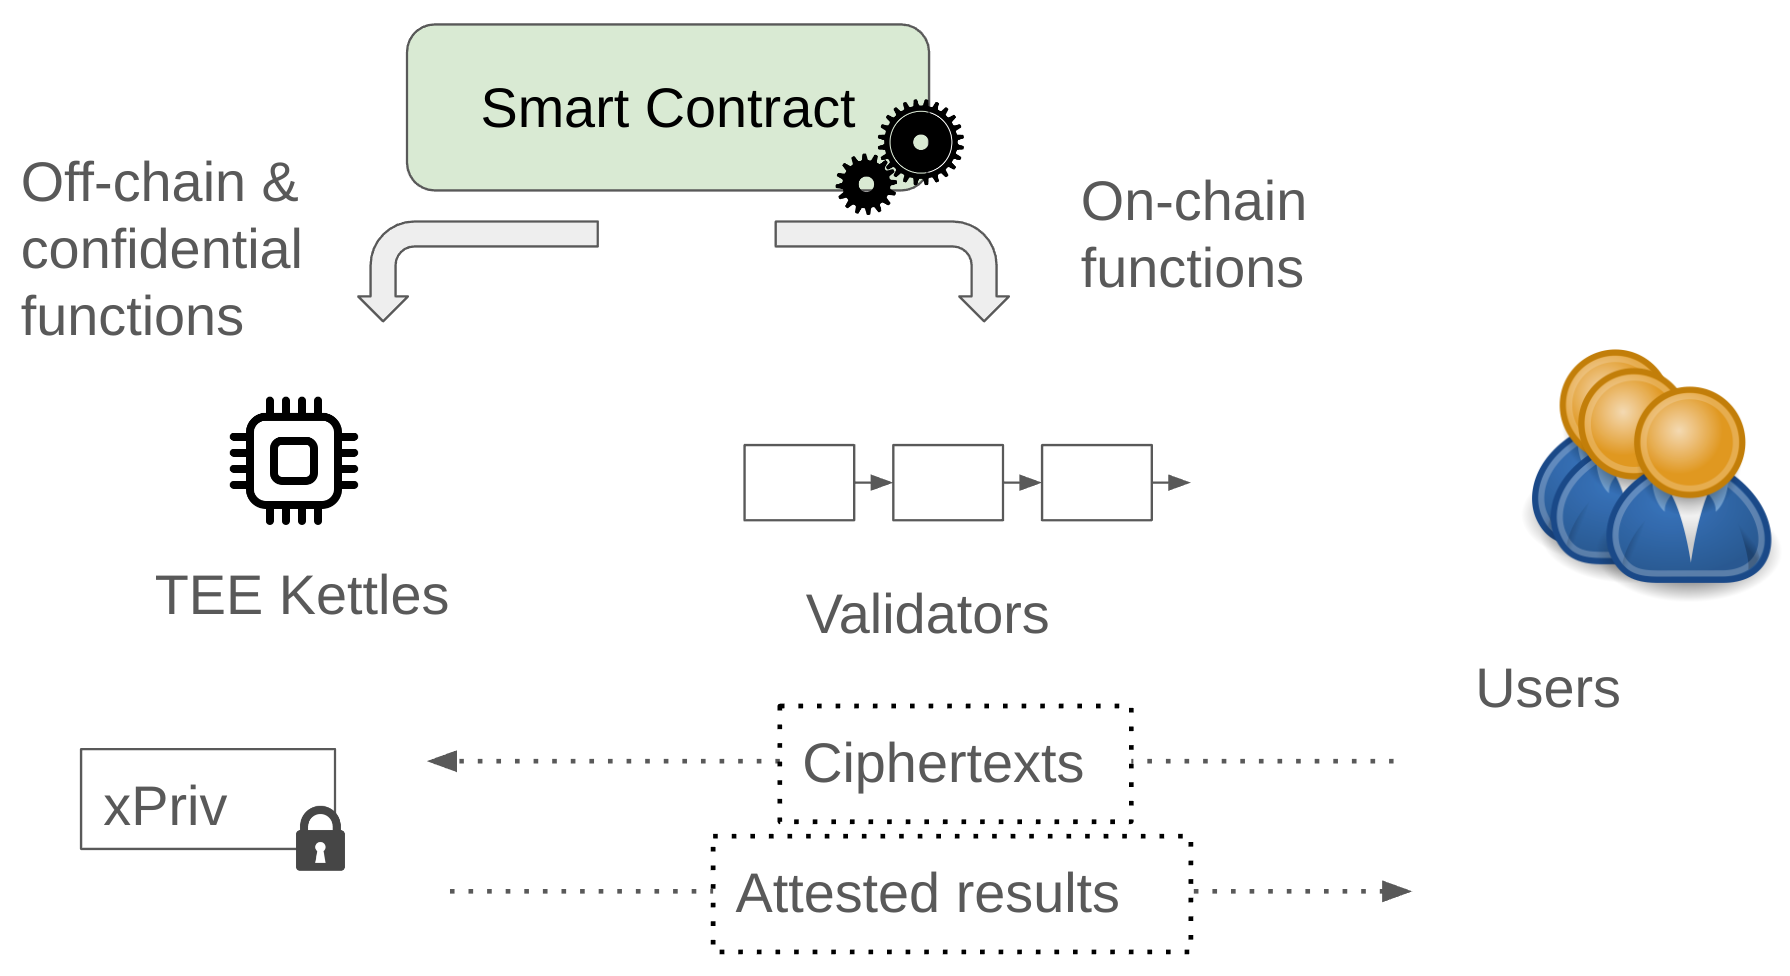 Smart Contract
Off-chain &
confidential
functions
On-chain
functions
TEE Kettles
Validators
Users
Ciphertexts
xPriv
Attested results